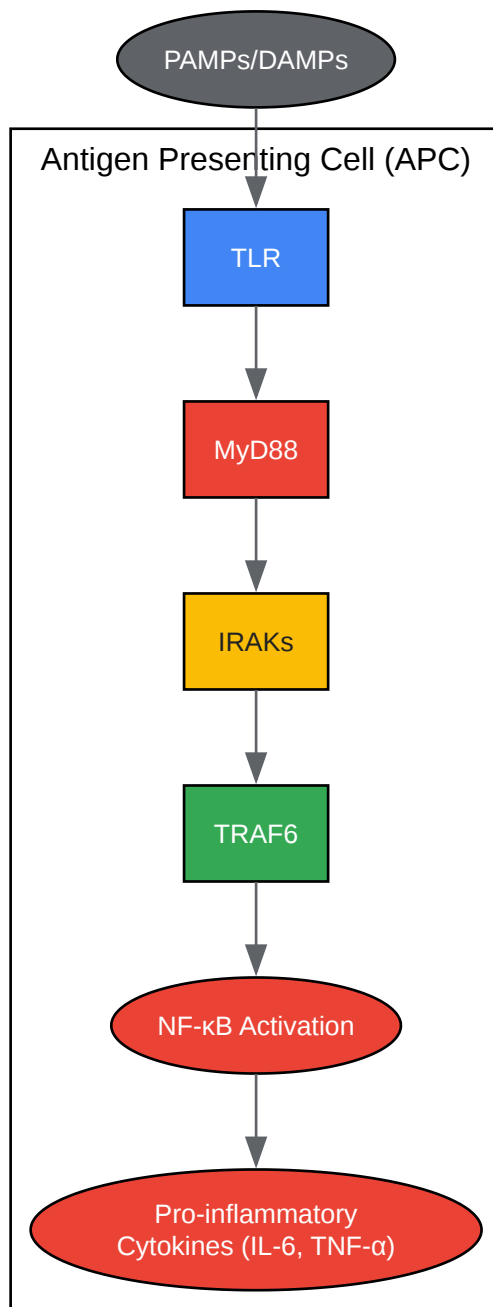 PAMPs/DAMPs
Antigen Presenting Cell (APC)
TLR
MyD88
IRAKs
TRAF6
NF-κB Activation
Pro-inflammatory
Cytokines (IL-6, TNF-α)